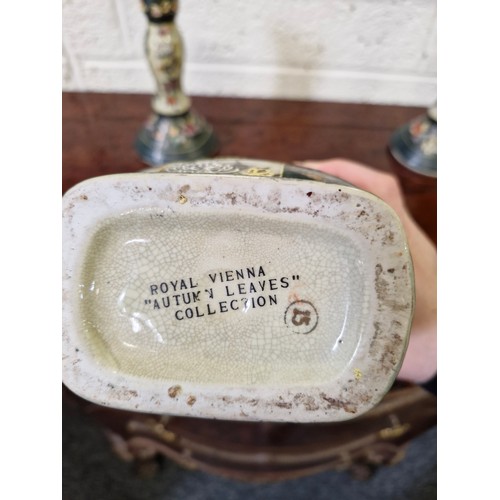 ROYAL VIENNA
"AUTUMN LEAVES"
COLLECTION
15